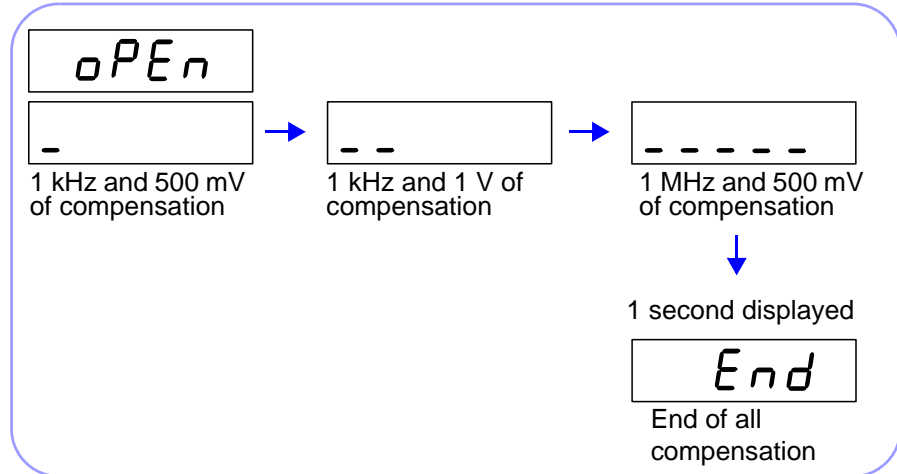 oPEn
_
_ _
_ _ _ _ _
1 kHz and 500 mV
of compensation
1 kHz and 1 V of
compensation
1 MHz and 500 mV
of compensation
1 second displayed
End
End of all
compensation